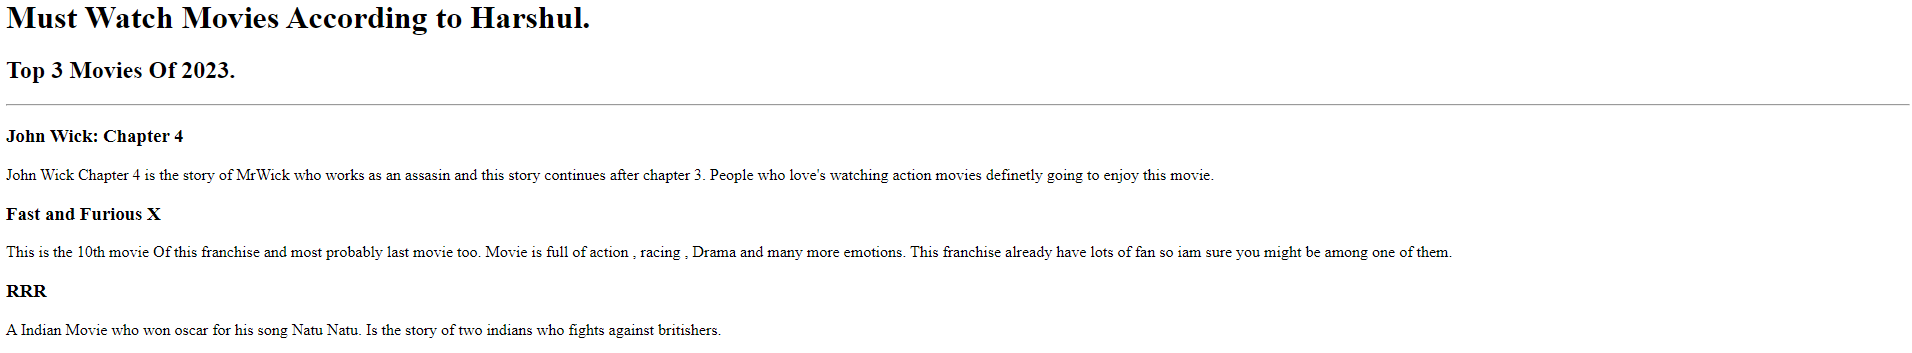 Must Watch Movies According to Harshul.
Top 3 Movies Of 2023.
John Wick: Chapter 4
John Wick Chapter 4 is the story of MrWick who works as an assasin and this story continues after chapter 3. People who love's watching action movies definetly going to enjoy this movie.
Fast and Furious X
This is the 10th movie Of this franchise and most probably last movie too. Movie is full of action , racing , Drama and many more emotions. This franchise already have lots of fan so iam sure you might be among one of them.
RRR
A Indian Movie who won oscar for his song Natu Natu. Is the story of two indians who fights against britishers.